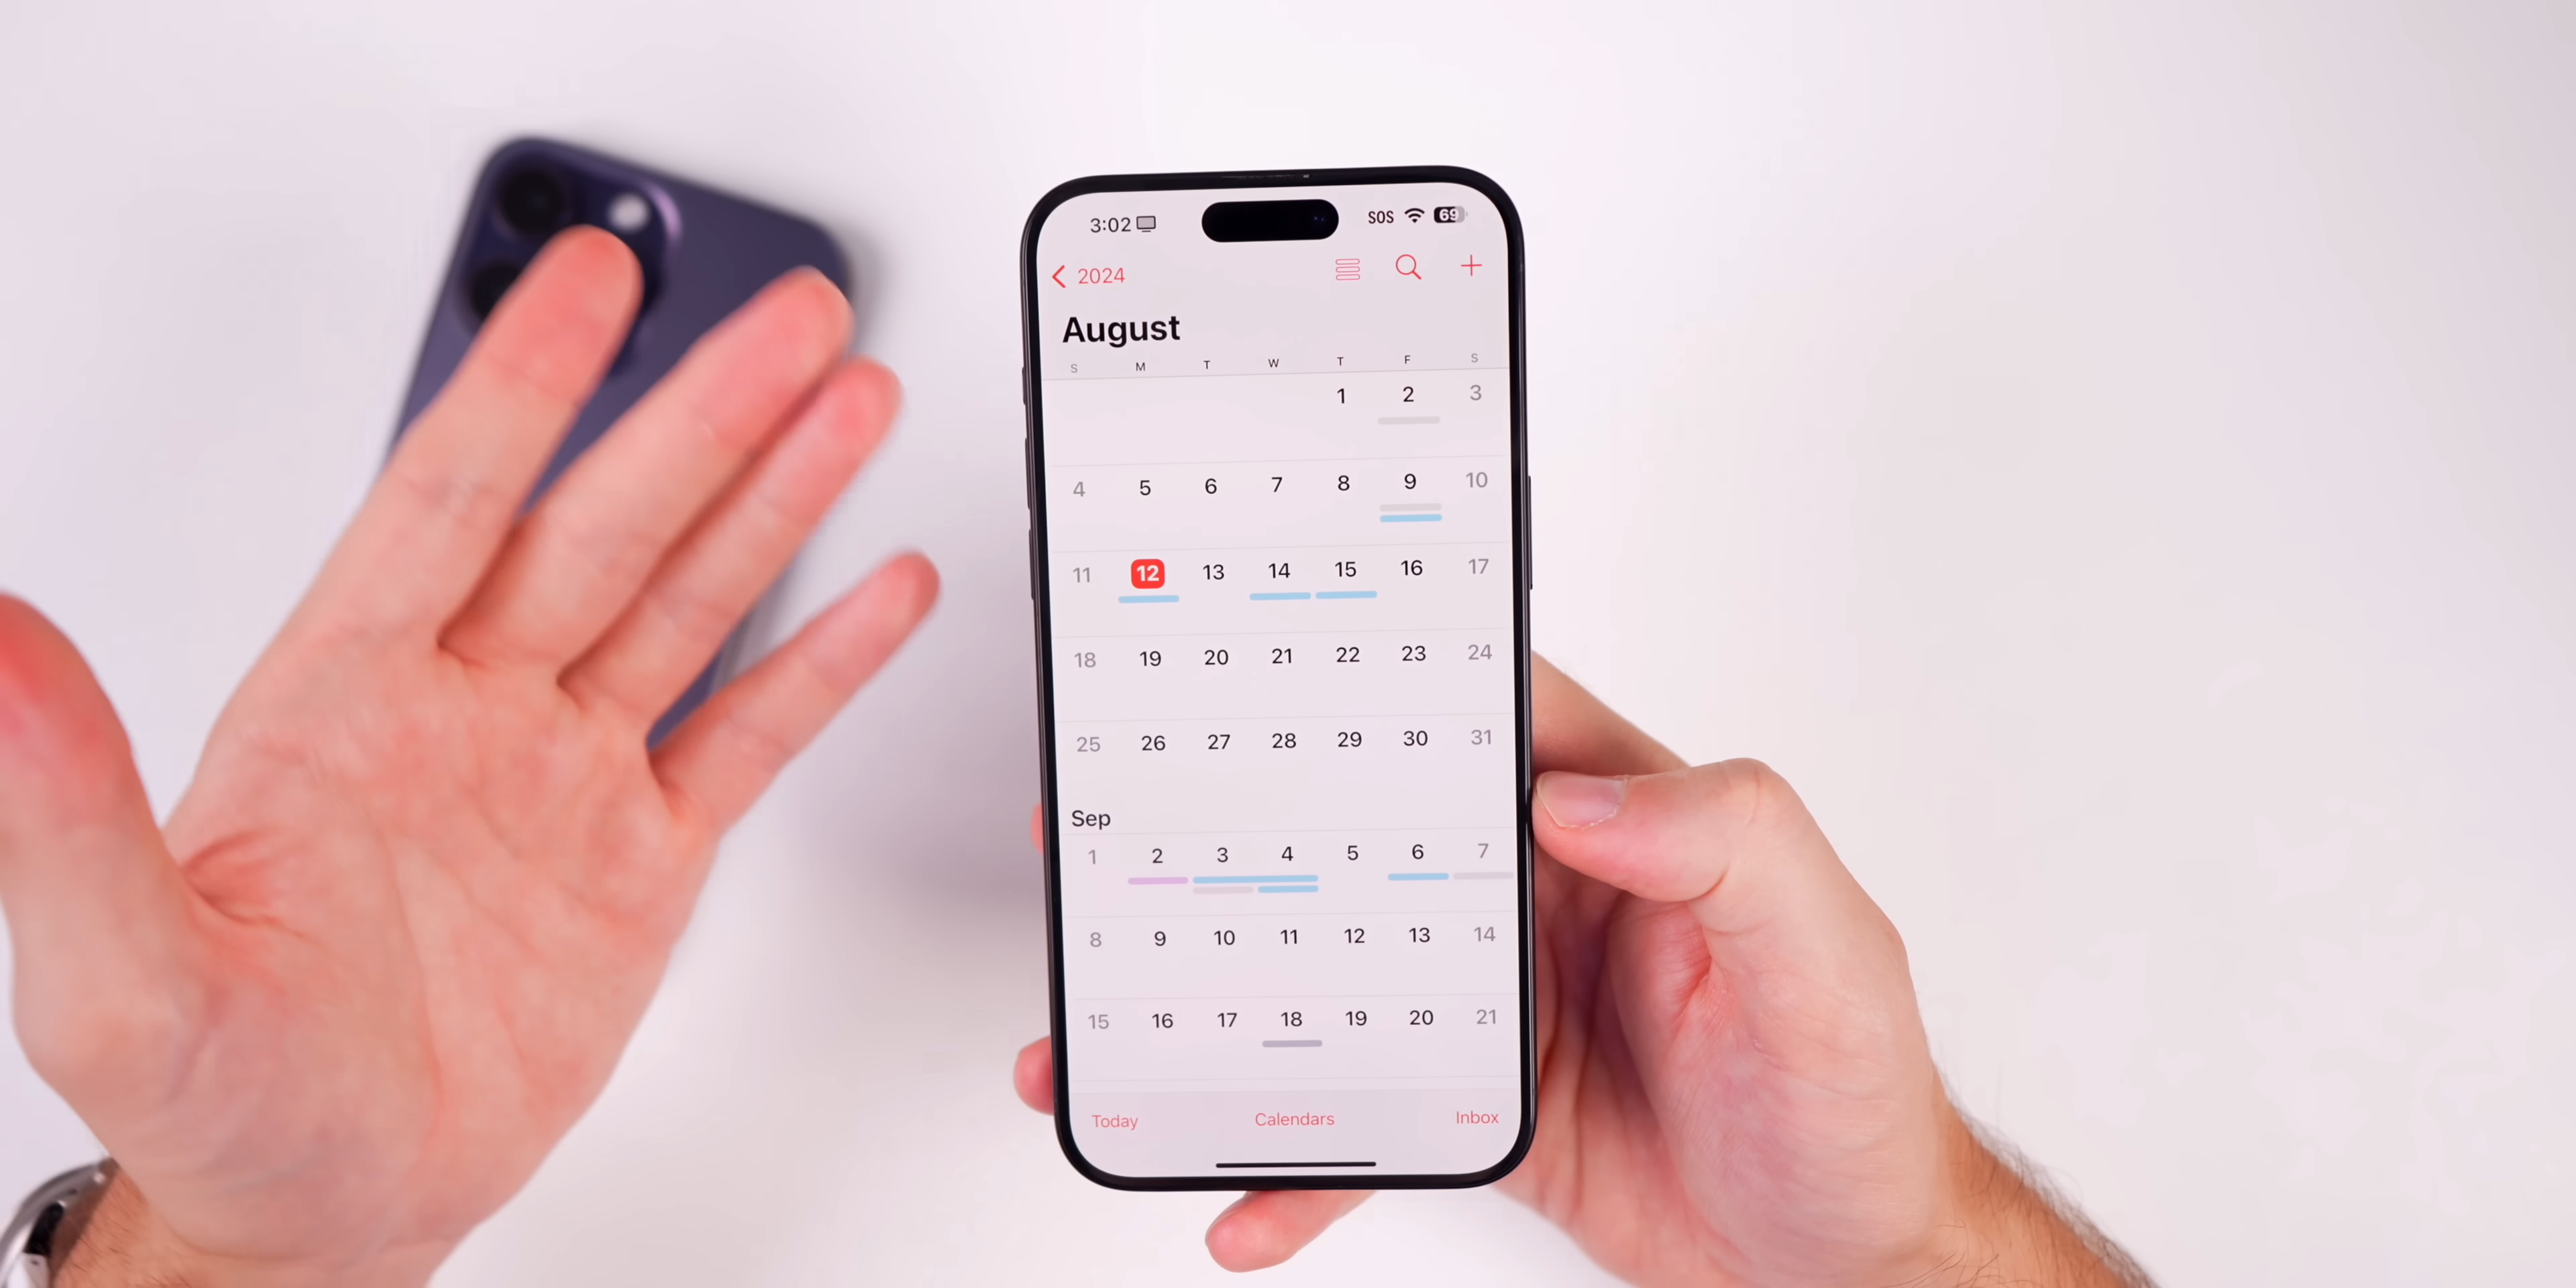 3:02 SOS 69
2024
August
S M T W T F S
1 2 3
4 5 6 7 8 9 10
11 12 13 14 15 16 17
18 19 20 21 22 23 24
25 26 27 28 29 30 31
Sep
1 2 3 4 5 6 7
8 9 10 11 12 13 14
15 16 17 18 19 20 21
Today Calendars Inbox